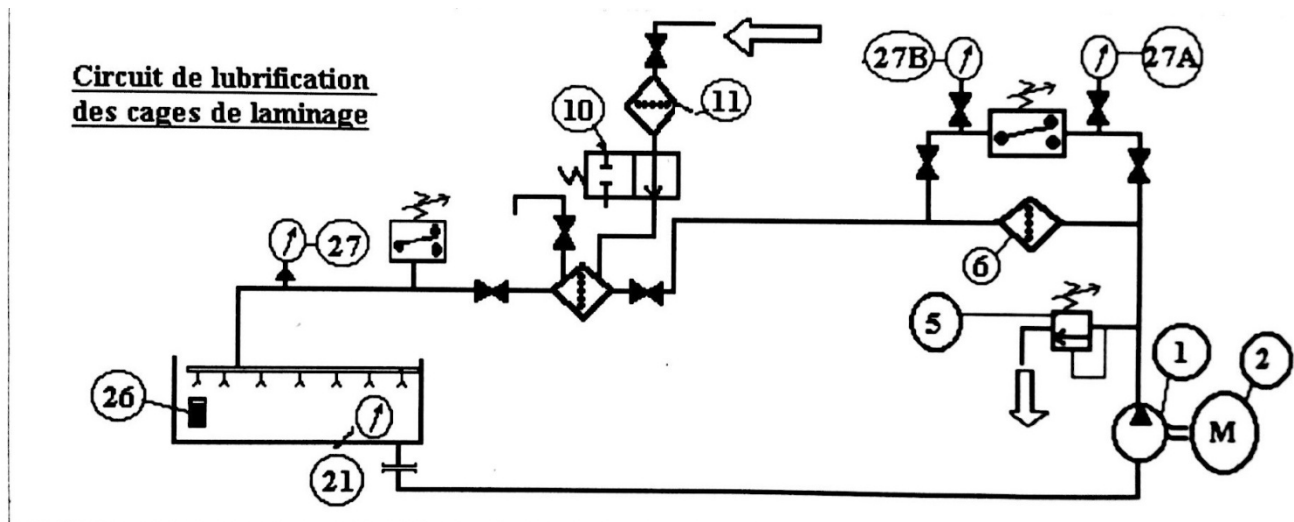 Circuit de lubrification
des cages de laminage
10
11
27B
27A
27
6
5
1
2
M
26
21